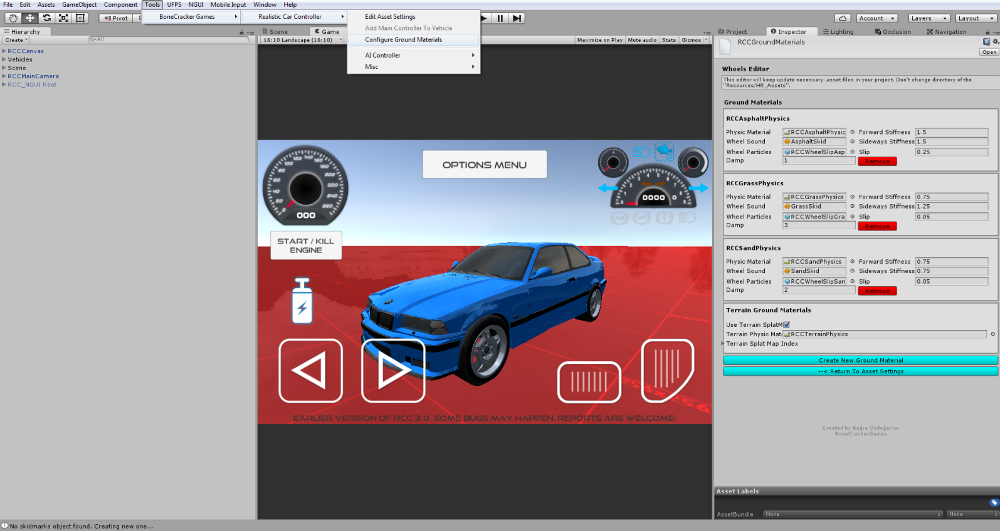 File Edit Assets GameObject Component Tools UFPS NGUI Mobile Input Window Help
BoneCracker Games
Realistic Car Controller
Edit Asset Settings
Add Main Controller To Vehicle
Configure Ground Materials
AI Controller
Misc
Pivot
Account
Layers
Layout
Hierarchy
Create
All
RCCCanvas
Vehicles
Scene
RCCMainCamera
RCC_NGUI Root
Scene
Game
16:10 Landscape (16:10)
Maximize on Play Mute audio Stats Gizmos
0 20 40 60 80 100 120 140 160 180 200 220 240 260
000
OPTIONS MENU
0 1 2 3 4 5 6 7 8 9
0000 0
START / KILL
ENGINE
EARLIER VERSION OF RCC 3.0. SOME BUGS MAY HAPPEN. REPORTS ARE WELCOME!
Project Inspector Lighting Occlusion Navigation
RCCGroundMaterials
Open
Wheels Editor
This editor will keep update necessary .asset files in your project. Don't change directory of the
"Resources/HR_Assets".
Ground Materials
RCCAsphaltPhysics
Physic Material RCCAsphaltPhysic Forward Stiffness 1.5
Wheel Sound AsphaltSkid Sideways Stiffness 1.5
Wheel Particles RCCWheelSlipAsp Slip 0.25
Damp 1 Remove
RCCGrassPhysics
Physic Material RCCGrassPhysics Forward Stiffness 0.75
Wheel Sound GrassSkid Sideways Stiffness 1.25
Wheel Particles RCCWheelSlipGra Slip 0.05
Damp 3 Remove
RCCSandPhysics
Physic Material RCCSandPhysics Forward Stiffness 0.75
Wheel Sound SandSkid Sideways Stiffness 0.75
Wheel Particles RCCWheelSlipSan Slip 0.05
Damp 2 Remove
Terrain Ground Materials
Use Terrain SplatM
Terrain Physic Mat RCCTerrainPhysics
Terrain Splat Map Index
Create New Ground Material
--< Return To Asset Settings
Created by Buğra Özdoğanlar
BoneCrackerGames
Asset Labels
AssetBundle None None
No skidmarks object found. Creating new one...